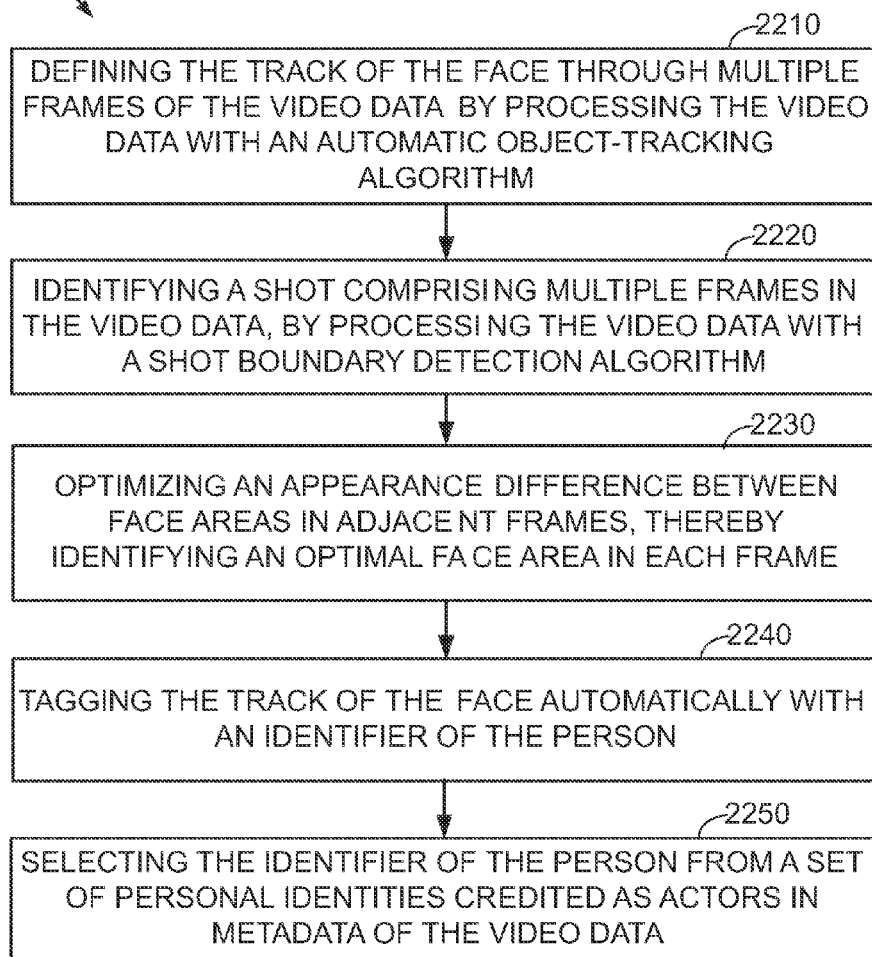 2210
DEFINING THE TRACK OF THE FACE THROUGH MULTIPLE
FRAMES OF THE VIDEO DATA BY PROCESSING THE VIDEO
DATA WITH AN AUTOMATIC OBJECT-TRACKING
ALGORITHM
2220
IDENTIFYING A SHOT COMPRISING MULTIPLE FRAMES IN
THE VIDEO DATA, BY PROCESSING THE VIDEO DATA WITH
A SHOT BOUNDARY DETECTION ALGORITHM
2230
OPTIMIZING AN APPEARANCE DIFFERENCE BETWEEN
FACE AREAS IN ADJACENT FRAMES, THEREBY
IDENTIFYING AN OPTIMAL FACE AREA IN EACH FRAME
2240
TAGGING THE TRACK OF THE FACE AUTOMATICALLY WITH
AN IDENTIFIER OF THE PERSON
2250
SELECTING THE IDENTIFIER OF THE PERSON FROM A SET
OF PERSONAL IDENTITIES CREDITED AS ACTORS IN
METADATA OF THE VIDEO DATA